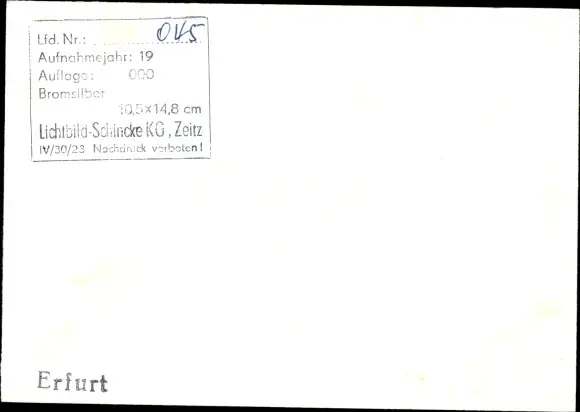 Lfd. Nr.: 045
Aufnahmejahr: 19
Auflage: 000
Bromsilber
10,5x14,8 cm
Lichtbild-Schincke KG, Zeitz
IV/30/23 Nachdruck verboten!
Erfurt